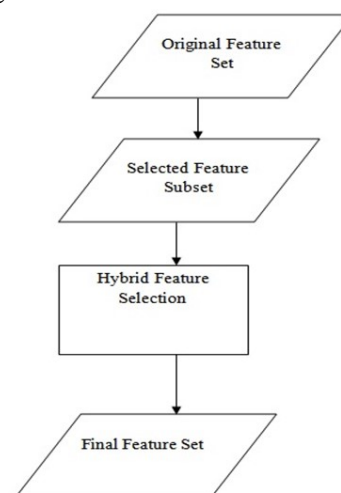 Original Feature
Set
Selected Feature
Subset
Hybrid Feature
Selection
Final Feature Set